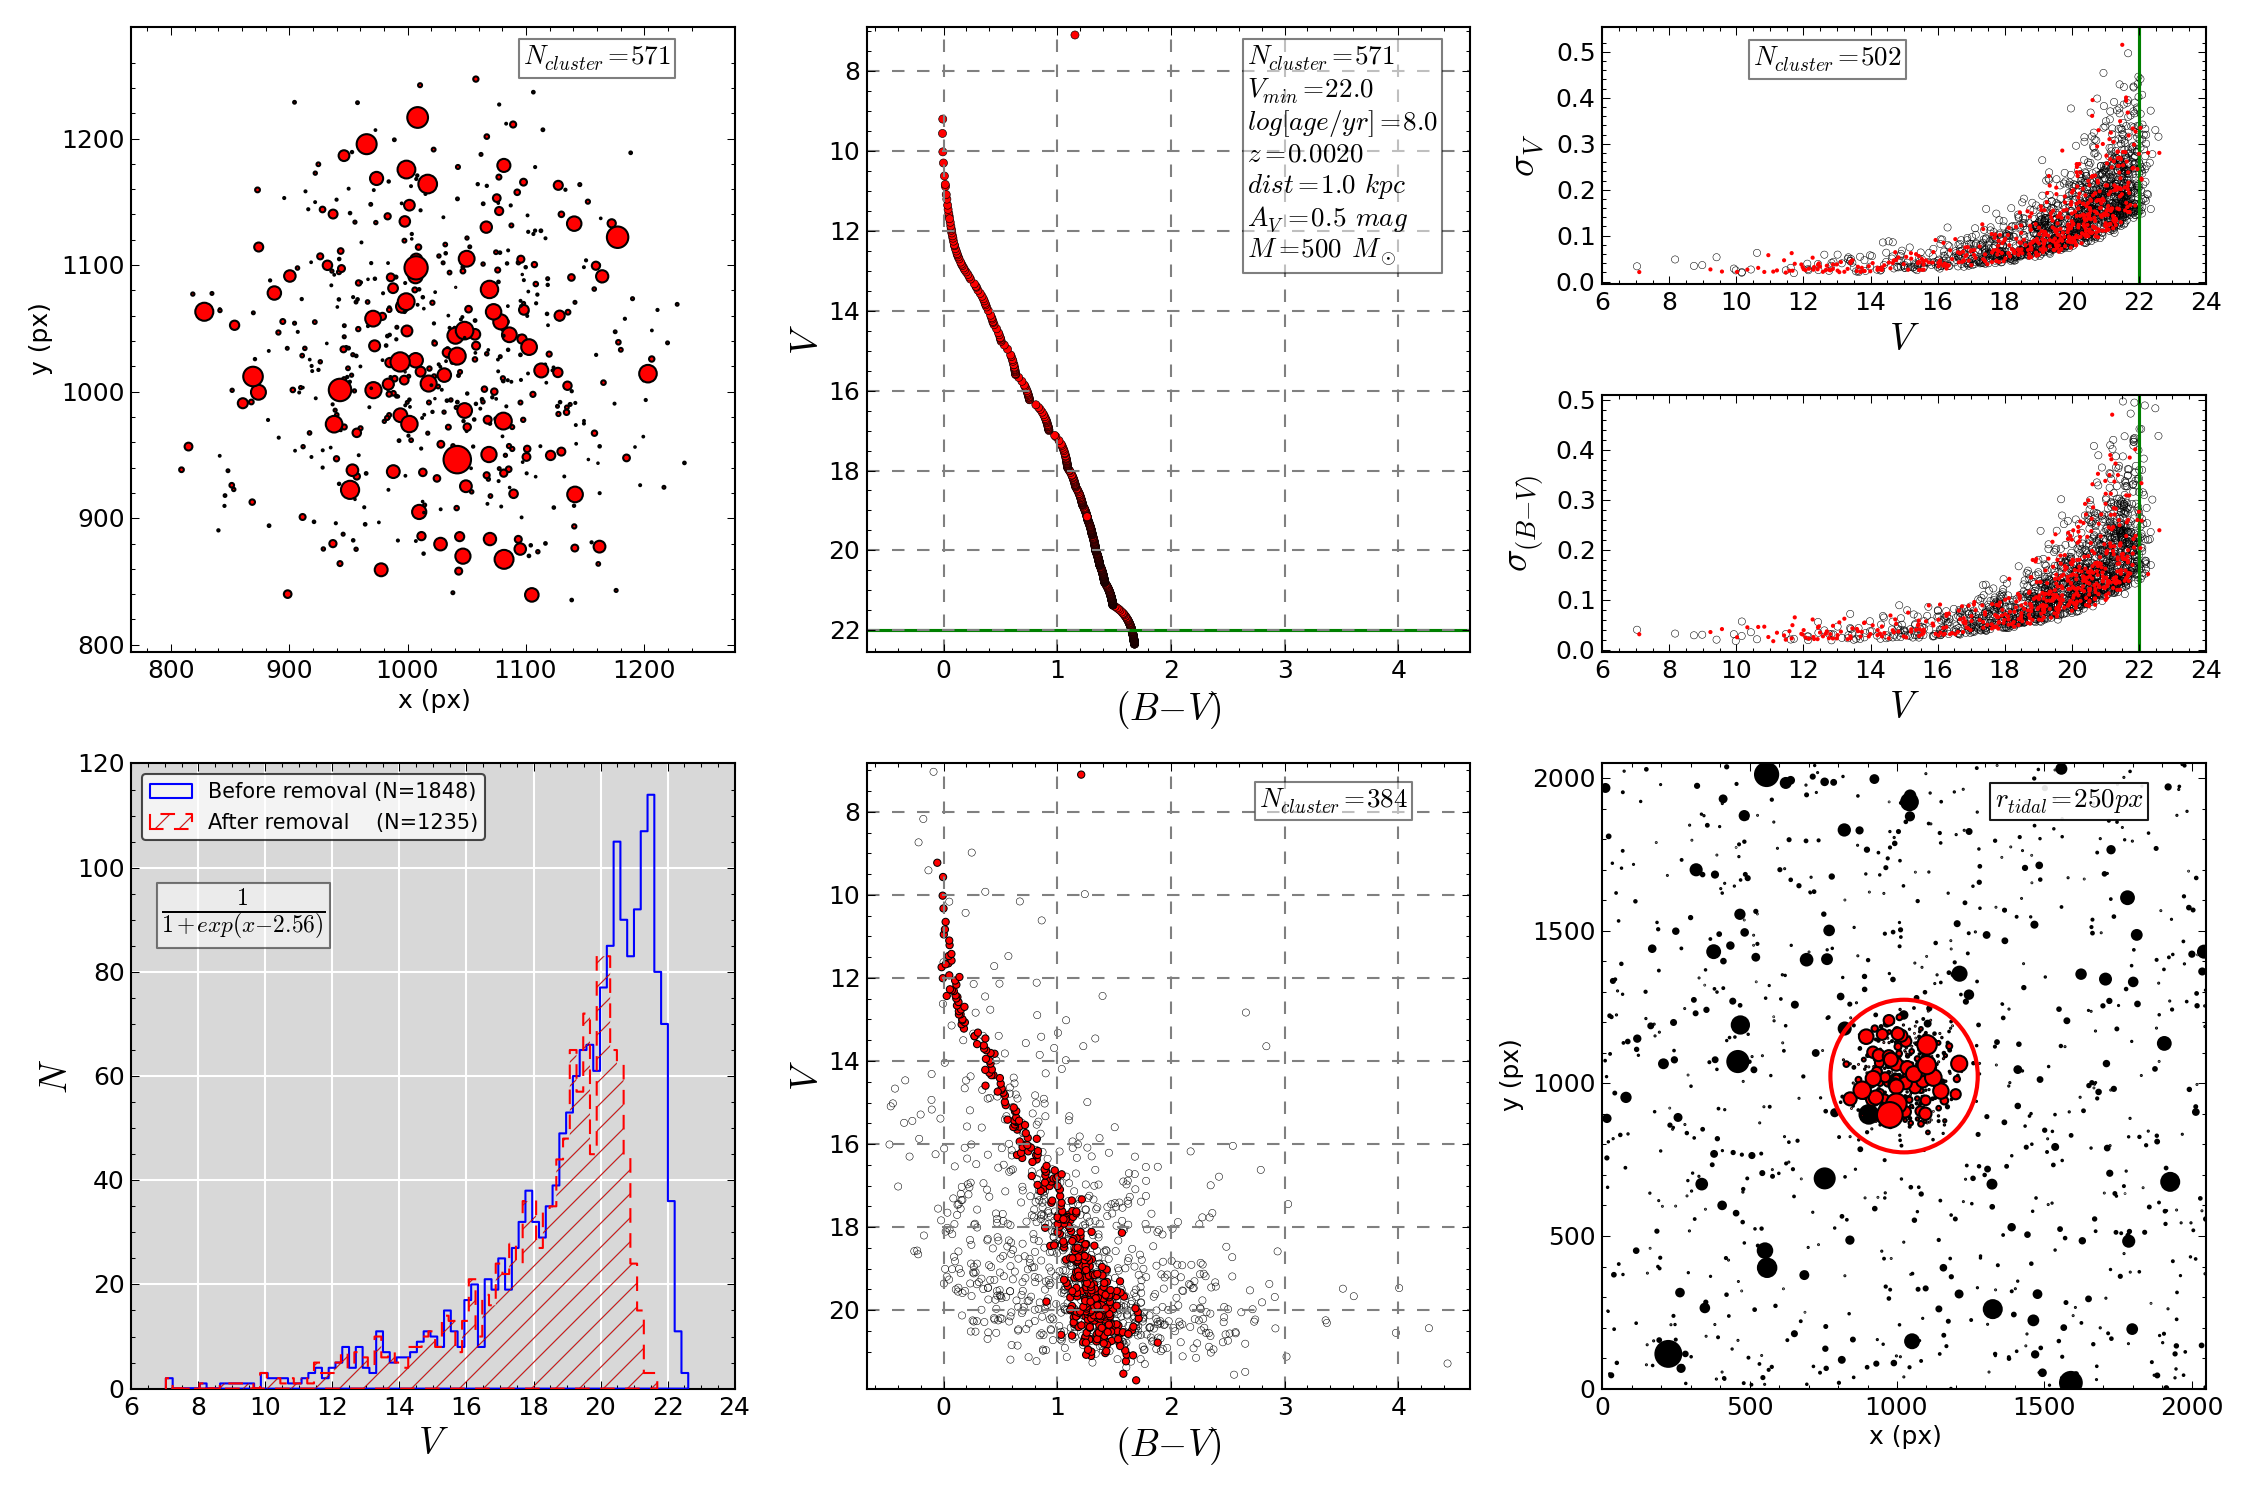 N_cluster=571
1200
1100
1000
900
800
y (px)
800 900 1000 1100 1200
x (px)
N_cluster=571
V_min=22.0
log[age/yr]=8.0
z=0.0020
dist=1.0 kpc
A_V=0.5 mag
M=500 M_⊙
8
10
12
14
16
18
20
22
V
0 1 2 3 4
(B−V)
N_cluster=502
0.5
0.4
0.3
0.2
0.1
0.0
σ_V
6 8 10 12 14 16 18 20 22 24
V
0.5
0.4
0.3
0.2
0.1
0.0
σ_(B−V)
6 8 10 12 14 16 18 20 22 24
V
120
100
80
60
40
20
0
N
Before removal (N=1848)
After removal (N=1235)
1
1+exp(x−2.56)
6 8 10 12 14 16 18 20 22 24
V
N_cluster=384
8
10
12
14
16
18
20
V
0 1 2 3 4
(B−V)
r_tidal=250px
2000
1500
1000
500
0
y (px)
0 500 1000 1500 2000
x (px)